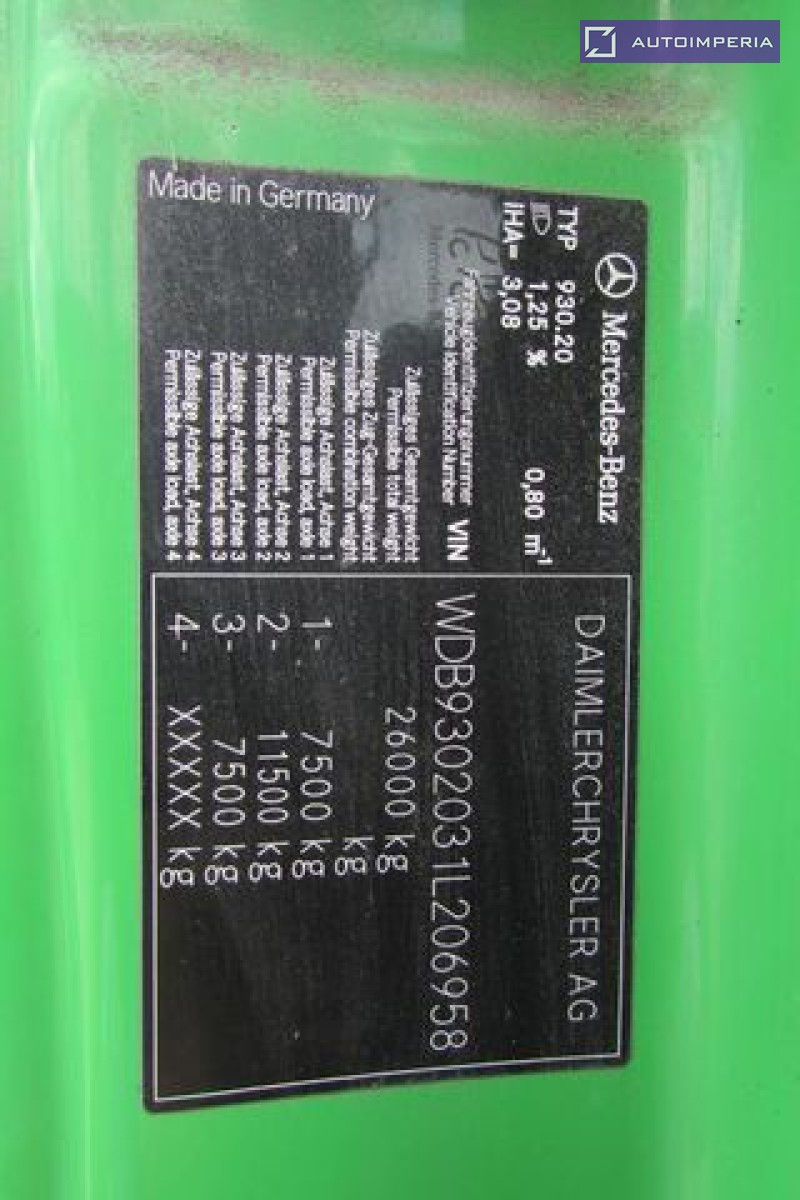 AUTOIMPERIA
Mercedes-Benz
DAIMLERCHRYSLER AG
TYP 930.20
1,25 % 0,80 m⁻¹
IHA= 3,08
Fahrzeugidentifizierungsnummer
Vehicle Identification Number VIN WDB9302031L206958
Zulässiges Gesamtgewicht
Permissible total weight 26000 kg
Zulässiges Zug-Gesamtgewicht
Permissible combination weight kg
Zulässige Achslast, Achse 1
Permissible axle load, axle 1 1- 7500 kg
Zulässige Achslast, Achse 2
Permissible axle load, axle 2 2- 11500 kg
Zulässige Achslast, Achse 3
Permissible axle load, axle 3 3- 7500 kg
Zulässige Achslast, Achse 4
Permissible axle load, axle 4 4- XXXXX kg
Made in Germany